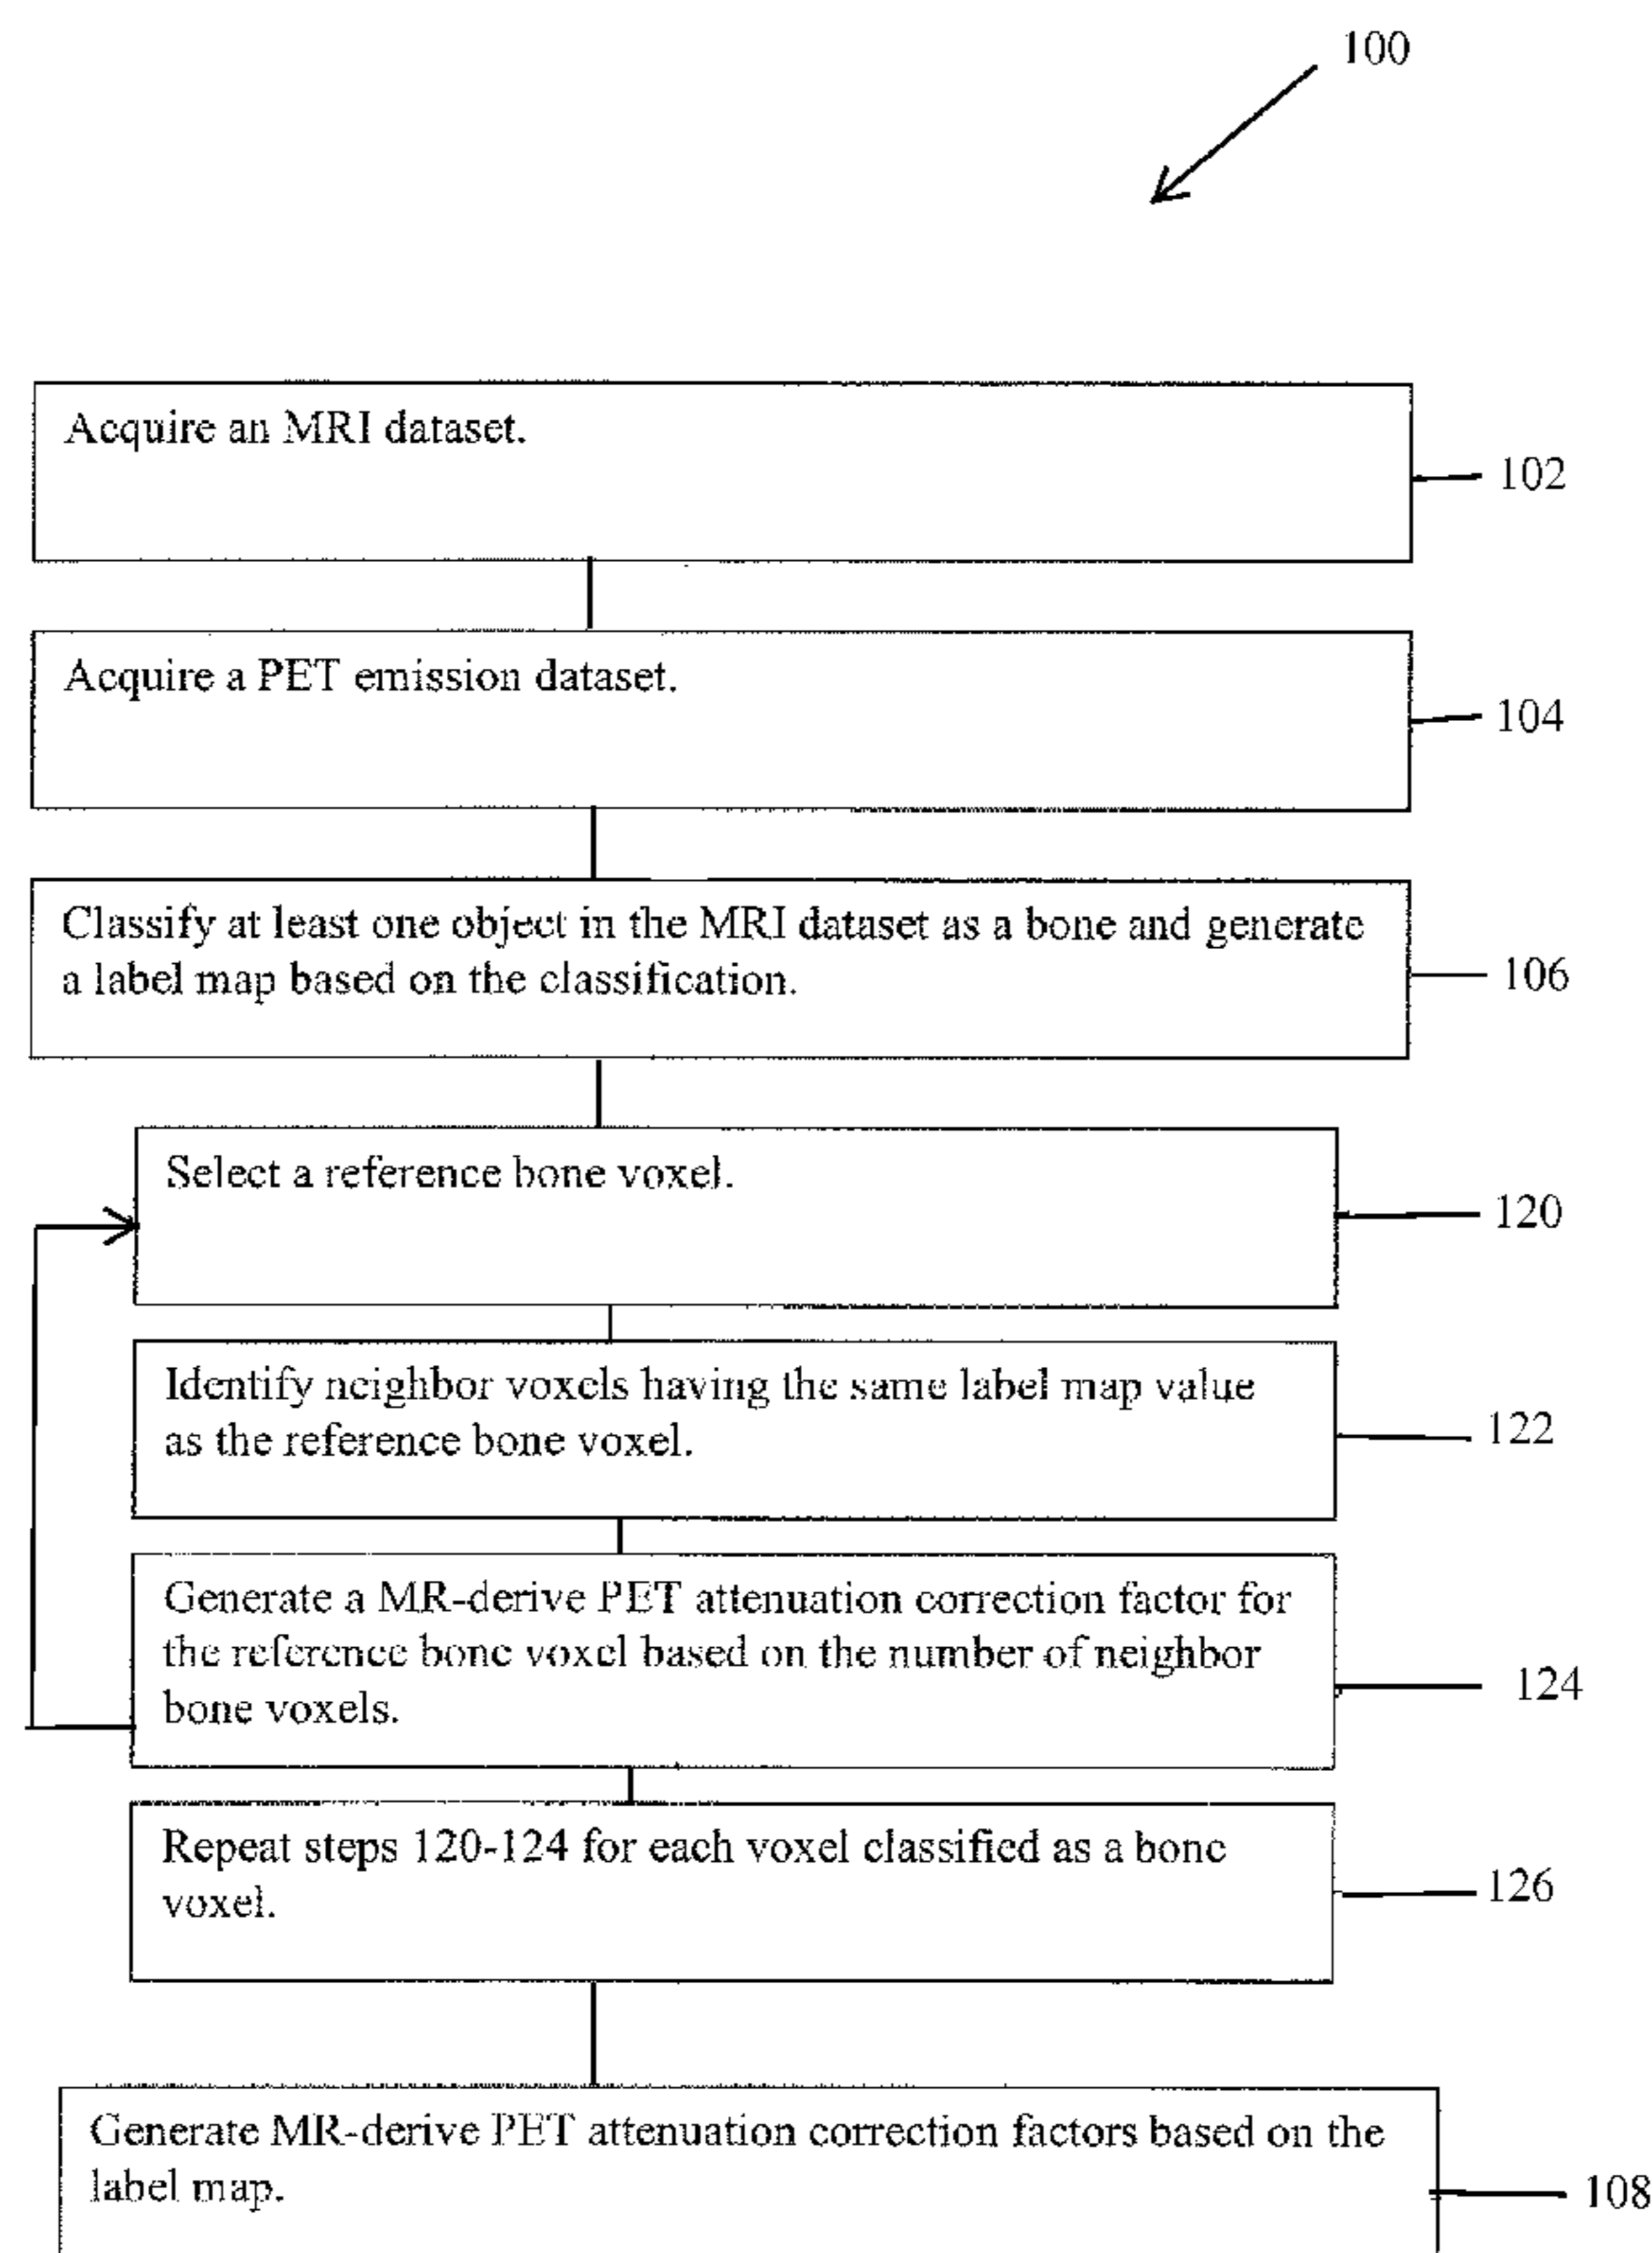 100
Acquire an MRI dataset.
102
Acquire a PET emission dataset.
104
Classify at least one object in the MRI dataset as a bone and generate
a label map based on the classification.
106
Select a reference bone voxel.
120
Identify neighbor voxels having the same label map value
as the reference bone voxel.
122
Generate a MR-derive PET attenuation correction factor for
the reference bone voxel based on the number of neighbor
bone voxels.
124
Repeat steps 120-124 for each voxel classified as a bone
voxel.
126
Generate MR-derive PET attenuation correction factors based on the
label map.
108